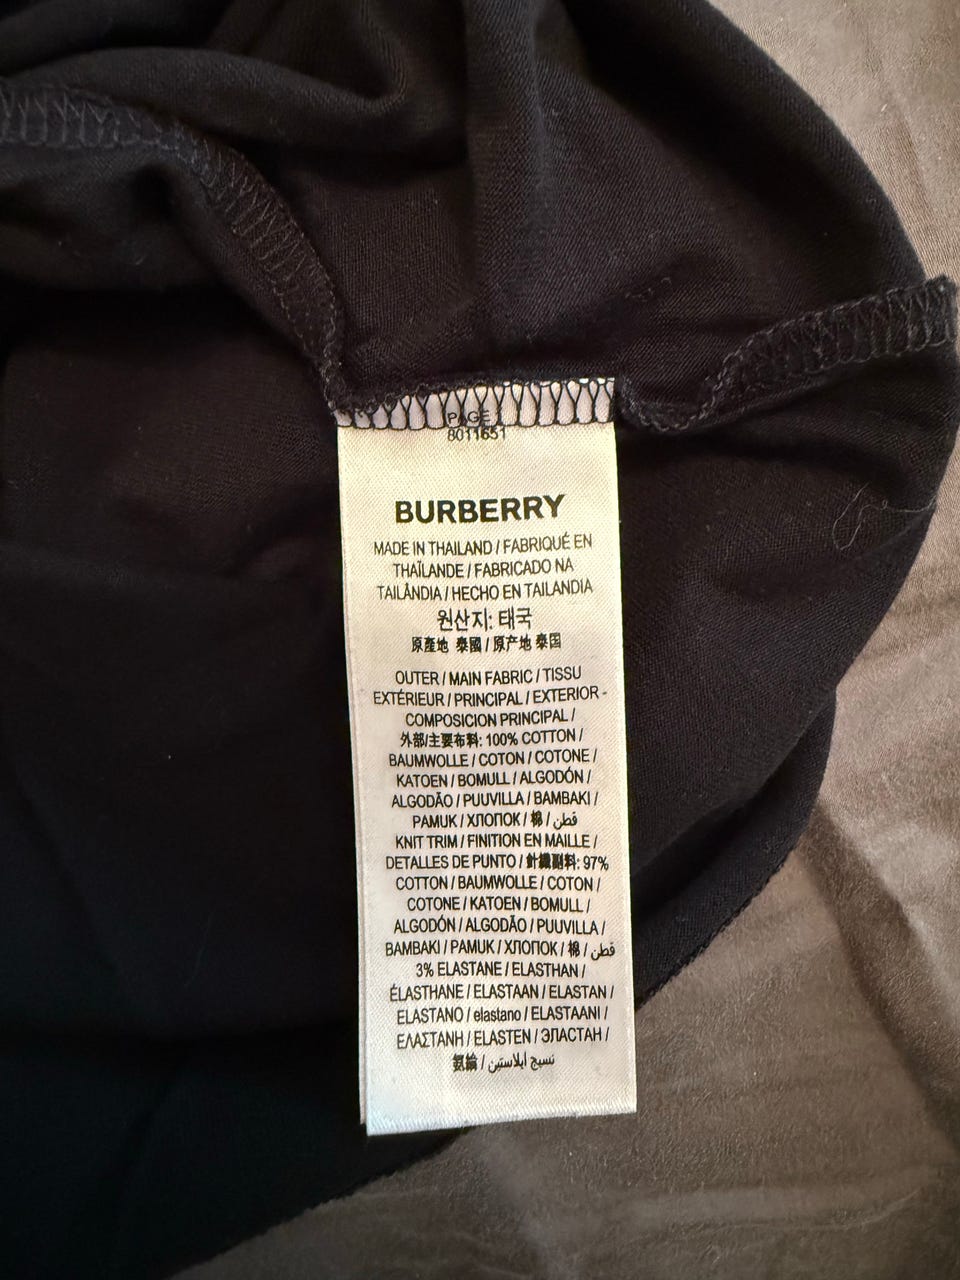 PAGE
8011651
BURBERRY
MADE IN THAILAND / FABRIQUÉ EN
THAÏLANDE / FABRICADO NA
TAILÂNDIA / HECHO EN TAILANDIA
원산지: 태국
原產地 泰國 / 原产地 泰国
OUTER / MAIN FABRIC / TISSU
EXTÉRIEUR / PRINCIPAL / EXTERIOR -
COMPOSICION PRINCIPAL /
外部/主要布料: 100% COTTON /
BAUMWOLLE / COTON / COTONE /
KATOEN / BOMULL / ALGODÓN /
ALGODÃO / PUUVILLA / BAMBAKI /
PAMUK / ХЛОПОК / 棉 / قطن
KNIT TRIM / FINITION EN MAILLE /
DETALLES DE PUNTO / 針織副料: 97%
COTTON / BAUMWOLLE / COTON /
COTONE / KATOEN / BOMULL /
ALGODÓN / ALGODÃO / PUUVILLA /
BAMBAKI / PAMUK / ХЛОПОК / 棉 / قطن
3% ELASTANE / ELASTHAN /
ÉLASTHANE / ELASTAAN / ELASTAN /
ELASTANO / elastano / ELASTAANI /
ΕΛΑΣΤΑΝΗ / ELASTEN / ЭЛАСТАН /
氨綸 / نسيج ايلاستين